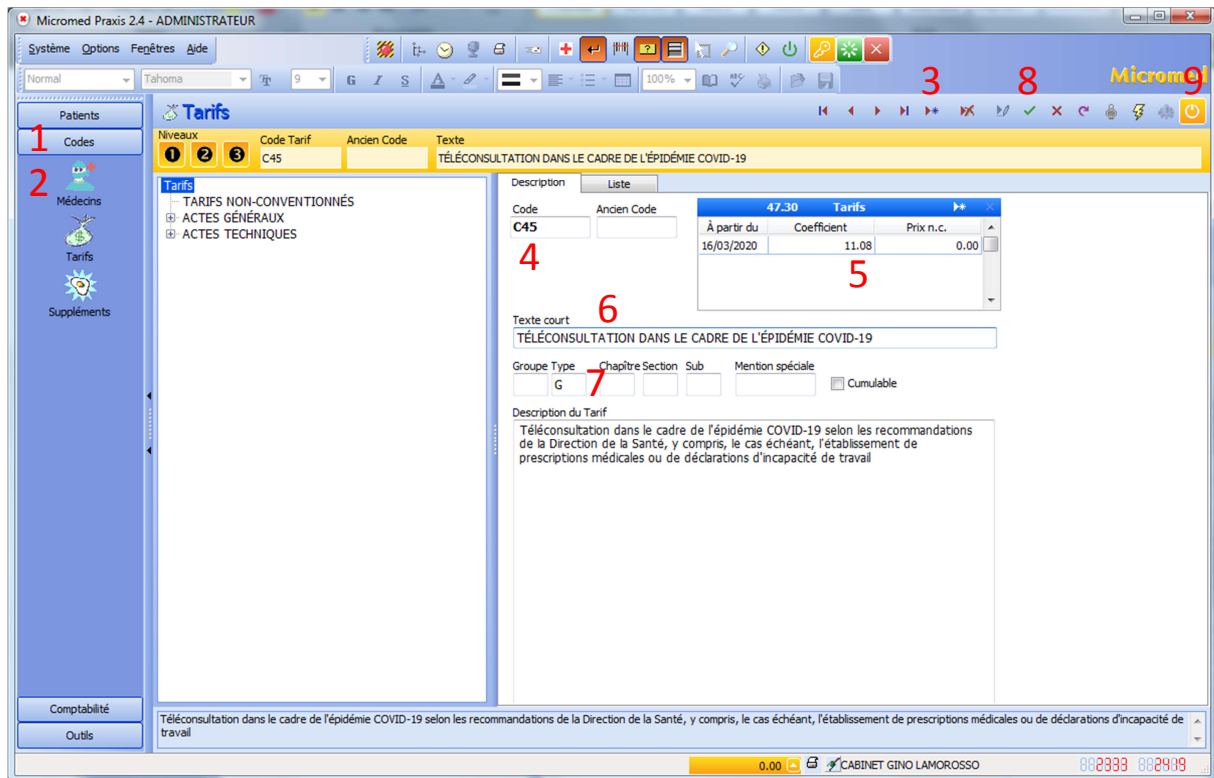 Micromed Praxis 2.4 - ADMINISTRATEUR
Système Options Fenêtres Aide
Normal Tahoma 9 G I S 100%
Micromed
3 8 9
Patients
Codes
1
2
Médecins
Tarifs
Suppléments
Comptabilité
Outils
Tarifs
Niveaux Code Tarif Ancien Code Texte
1 2 3 C45 TÉLÉCONSULTATION DANS LE CADRE DE L'ÉPIDÉMIE COVID-19
Tarifs
TARIFS NON-CONVENTIONNÉS
ACTES GÉNÉRAUX
ACTES TECHNIQUES
Description Liste
Code Ancien Code
C45
4
47.30 Tarifs
À partir du Coefficient Prix n.c.
16/03/2020 11.08 0.00
5
6
Texte court
TÉLÉCONSULTATION DANS LE CADRE DE L'ÉPIDÉMIE COVID-19
Groupe Type Chapître Section Sub Mention spéciale
G 7 Cumulable
Description du Tarif
Téléconsultation dans le cadre de l'épidémie COVID-19 selon les recommandations
de la Direction de la Santé, y compris, le cas échéant, l'établissement de
prescriptions médicales ou de déclarations d'incapacité de travail
Téléconsultation dans le cadre de l'épidémie COVID-19 selon les recommandations de la Direction de la Santé, y compris, le cas échéant, l'établissement de prescriptions médicales ou de déclarations d'incapacité de
travail
0.00 CABINET GINO LAMOROSSO